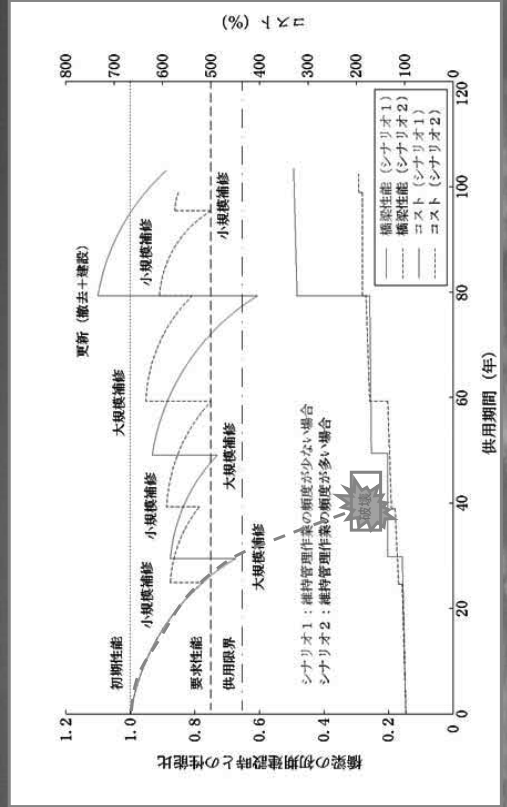 コスト (%)
800
700
600
500
400
300
200
100
0
1.2
1.0
0.8
0.6
0.4
0.2
0
橋梁の初期建設時との性能比
0
20
40
60
80
100
120
供用期間 (年)
初期性能
要求性能
供用限界
小規模補修
大規模補修
小規模補修
大規模補修
大規模補修
更新 (撤去+建設)
小規模補修
小規模補修
シナリオ1:維持管理作業の頻度が少ない場合
シナリオ2:維持管理作業の頻度が多い場合
破壊
橋梁性能 (シナリオ1)
橋梁性能 (シナリオ2)
コスト (シナリオ1)
コスト (シナリオ2)